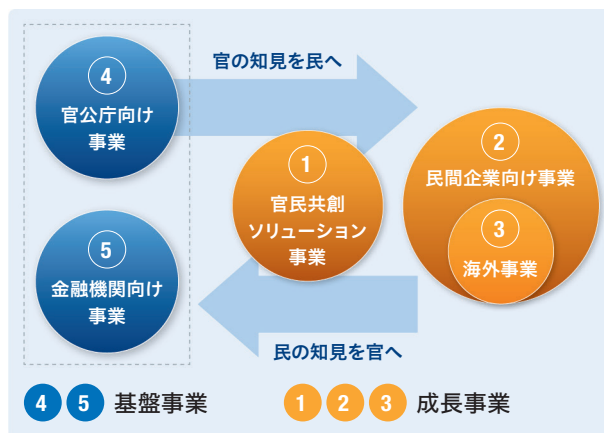 4
官公庁向け
事業
官の知見を民へ
1
官民共創
ソリューション
事業
2
民間企業向け事業
3
海外事業
5
金融機関向け
事業
民の知見を官へ
4 5 基盤事業
1 2 3 成長事業